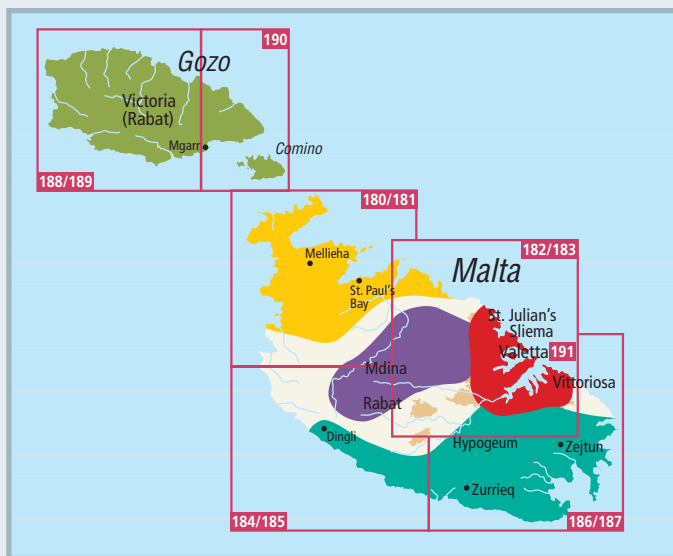 190
Gozo
Victoria
(Rabat)
Mgarr
Comino
188/189
180/181
Mellieha
182/183
Malta
St. Paul's
Bay
St. Julian's
Sliema
Valetta
191
Mdina
Vittoriosa
Rabat
Dingli
Hypogeum
Zejtun
Zurrieq
184/185
186/187